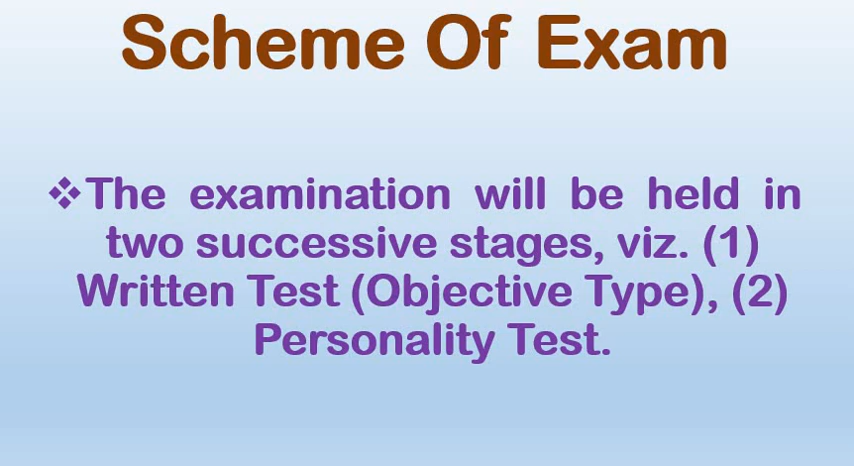 Scheme Of Exam
❖The examination will be held in
two successive stages, viz. (1)
Written Test (Objective Type), (2)
Personality Test.